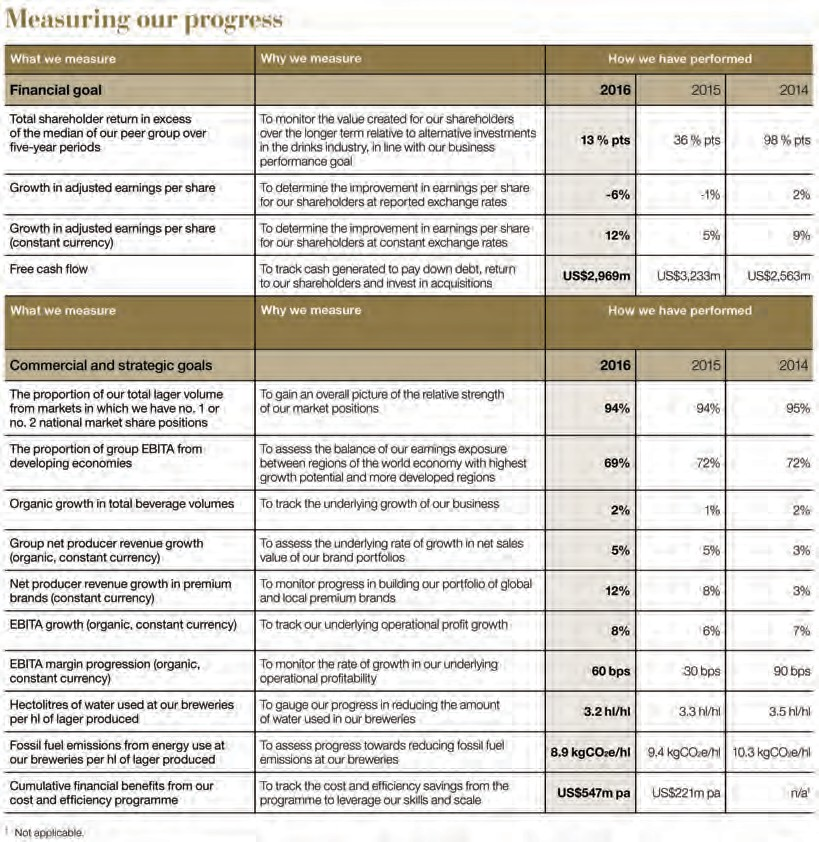 Measuring our progress
What we measure Why we measure How we have performed
Financial goal 2016 2015 2014
Total shareholder return in excess
of the median of our peer group over
five-year periods
To monitor the value created for our shareholders
over the longer term relative to alternative investments
in the drinks industry, in line with our business
performance goal
13 % pts 36 % pts 98 % pts
Growth in adjusted earnings per share
To determine the improvement in earnings per share
for our shareholders at reported exchange rates
-6% -1% 2%
Growth in adjusted earnings per share
(constant currency)
To determine the improvement in earnings per share
for our shareholders at constant exchange rates
12% 5% 9%
Free cash flow
To track cash generated to pay down debt, return
to our shareholders and invest in acquisitions
US$2,969m US$3,233m US$2,563m
What we measure Why we measure How we have performed
Commercial and strategic goals 2016 2015 2014
The proportion of our total lager volume
from markets in which we have no. 1 or
no. 2 national market share positions
To gain an overall picture of the relative strength
of our market positions
94% 94% 95%
The proportion of group EBITA from
developing economies
To assess the balance of our earnings exposure
between regions of the world economy with highest
growth potential and more developed regions
69% 72% 72%
Organic growth in total beverage volumes
To track the underlying growth of our business
2% 1% 2%
Group net producer revenue growth
(organic, constant currency)
To assess the underlying rate of growth in net sales
value of our brand portfolios
5% 5% 3%
Net producer revenue growth in premium
brands (constant currency)
To monitor progress in building our portfolio of global
and local premium brands
12% 8% 3%
EBITA growth (organic, constant currency)
To track our underlying operational profit growth
8% 6% 7%
EBITA margin progression (organic,
constant currency)
To monitor the rate of growth in our underlying
operational profitability
60 bps 30 bps 90 bps
Hectolitres of water used at our breweries
per hl of lager produced
To gauge our progress in reducing the amount
of water used in our breweries
3.2 hl/hl 3.3 hl/hl 3.5 hl/hl
Fossil fuel emissions from energy use at
our breweries per hl of lager produced
To assess progress towards reducing fossil fuel
emissions at our breweries
8.9 kgCO₂e/hl 9.4 kgCO₂e/hl 10.3 kgCO₂e/hl
Cumulative financial benefits from our
cost and efficiency programme
To track the cost and efficiency savings from the
programme to leverage our skills and scale
US$547m pa US$221m pa n/a¹
¹ Not applicable.